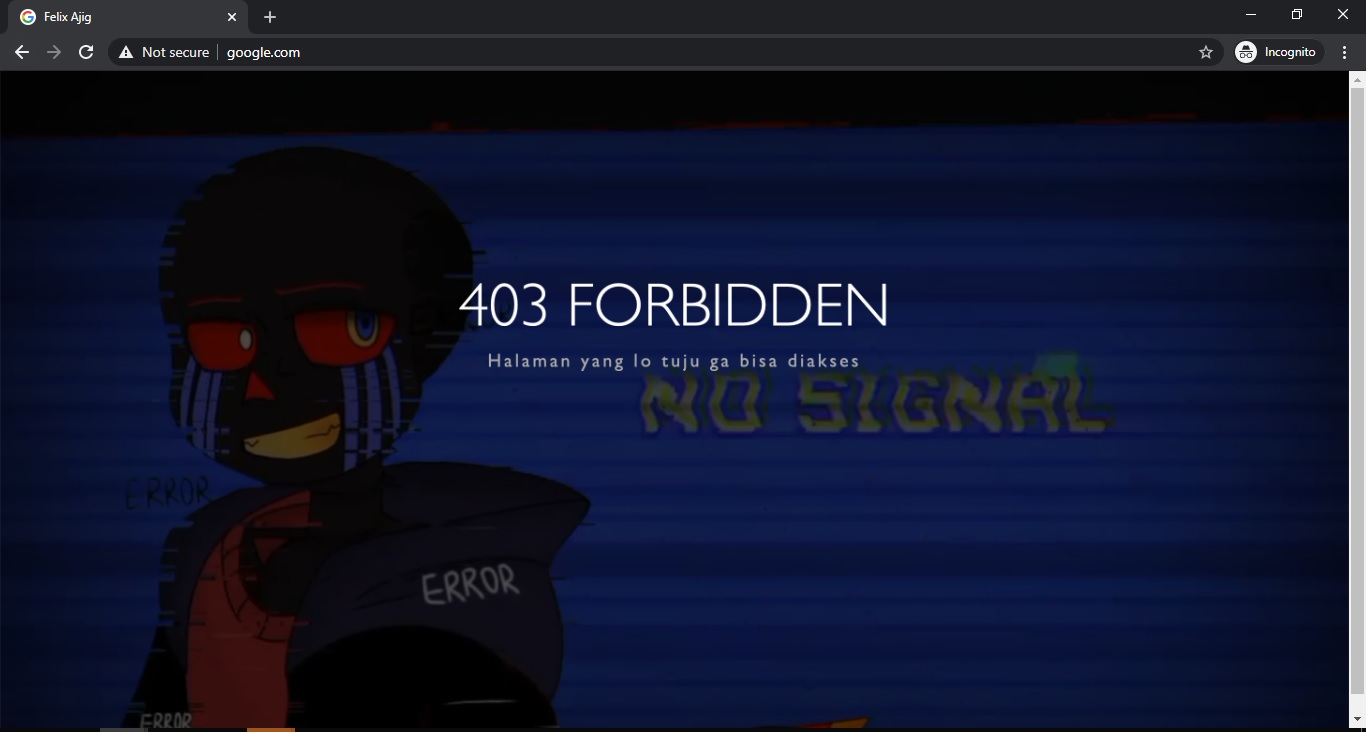 Felix Ajig
Not secure
google.com
Incognito
403 FORBIDDEN
Halaman yang lo tuju ga bisa diakses
NO SIGNAL
ERROR
ERROR
ERROR